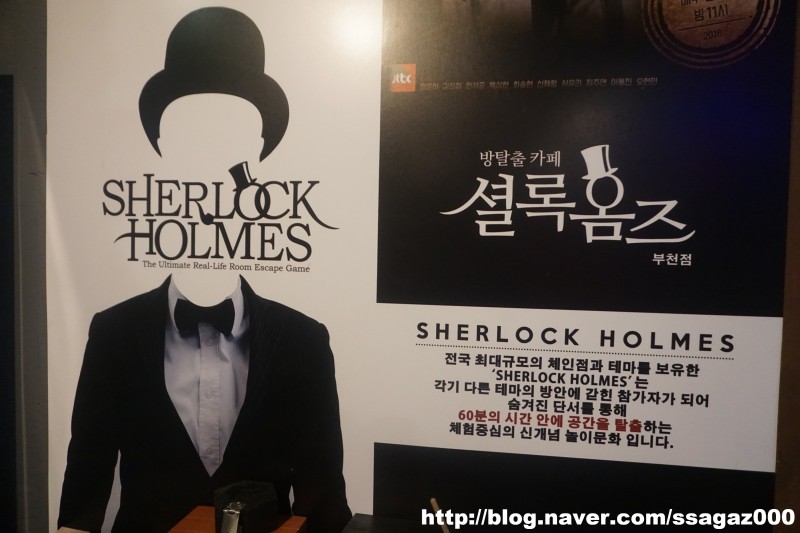 SHERLOCK
HOLMES
The Ultimate Real-Life Room Escape Game
밤 11시
2016
jtbc
방탈출 카페
셜록홈즈
부천점
SHERLOCK HOLMES
전국 최대규모의 체인점과 테마를 보유한
'SHERLOCK HOLMES'는
각기 다른 테마의 방안에 갇힌 참가자가 되어
숨겨진 단서를 통해
60분의 시간 안에 공간을 탈출하는
체험중심의 신개념 놀이문화 입니다.
http://blog.naver.com/ssagaz000